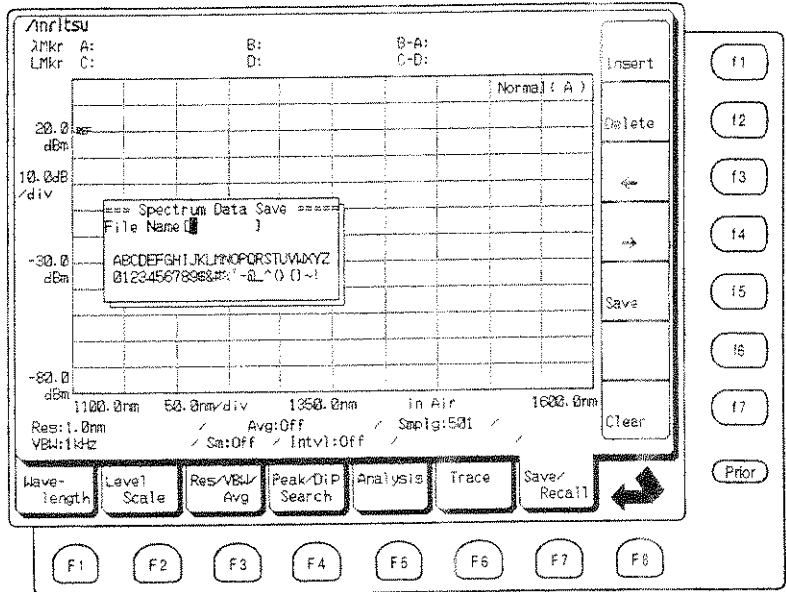 Anritsu
λMkr A: B: B-A:
LMkr C: D: C-D:
Normal( A )
20.0 REF
dBm
10.0dB
/div
-30.0
dBm
-80.0
dBm
=== Spectrum Data Save =====
File Name[ ]
ABCDEFGHIJKLMNOPQRSTUVWXYZ
1100.0nm 50.0nm/div 1350.0nm in Air 1600.0nm
Res:1.0nm / Avg:Off / Smplg:501 /
VBW:1kHz / Sm:Off / Intvl:Off /
Insert
Delete
←
→
Save
Clear
f1
f2
f3
f4
f5
f6
f7
Prior
Wave-
length
Level
Scale
Res/VBW/
Avg
Peak/Dip
Search
Analysis
Trace
Save/
Recall
F1
F2
F3
F4
F5
F6
F7
F8